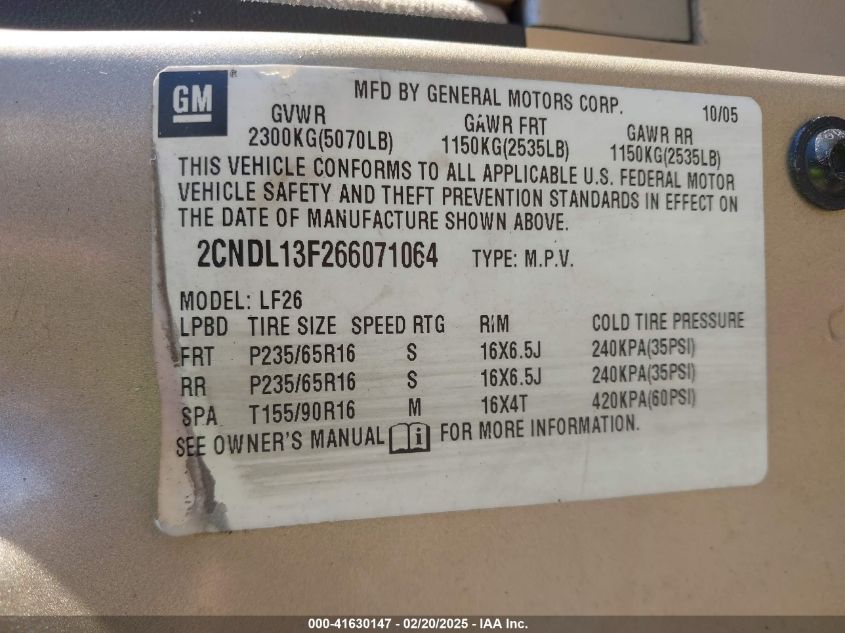 GM
MFD BY GENERAL MOTORS CORP. 10/05
GVWR GAWR FRT GAWR RR
2300KG(5070LB) 1150KG(2535LB) 1150KG(2535LB)
THIS VEHICLE CONFORMS TO ALL APPLICABLE U.S. FEDERAL MOTOR
VEHICLE SAFETY AND THEFT PREVENTION STANDARDS IN EFFECT ON
THE DATE OF MANUFACTURE SHOWN ABOVE.
2CNDL13F266071064 TYPE: M.P.V.
MODEL: LF26
LPBD TIRE SIZE SPEED RTG RIM COLD TIRE PRESSURE
FRT P235/65R16 S 16X6.5J 240KPA(35PSI)
RR P235/65R16 S 16X6.5J 240KPA(35PSI)
SPA T155/90R16 M 16X4T 420KPA(60PSI)
SEE OWNER'S MANUAL i FOR MORE INFORMATION.
000-41630147 - 02/20/2025 - IAA Inc.